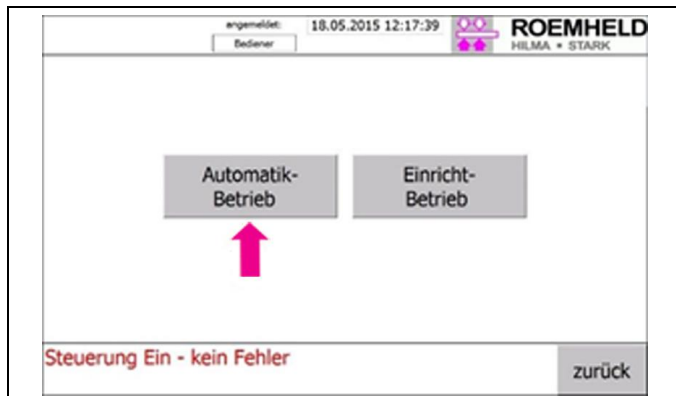 angemeldet:
18.05.2015 12:17:39
ROEMHELD
Bediener
HILMA • STARK
Automatik-
Betrieb
Einricht-
Betrieb
Steuerung Ein - kein Fehler
zurück